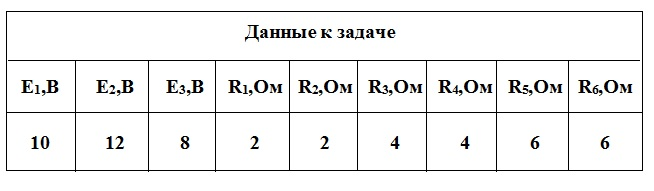 Данные к задаче
E1,В E2,В E3,В R1,Ом R2,Ом R3,Ом R4,Ом R5,Ом R6,Ом
10 12 8 2 2 4 4 6 6